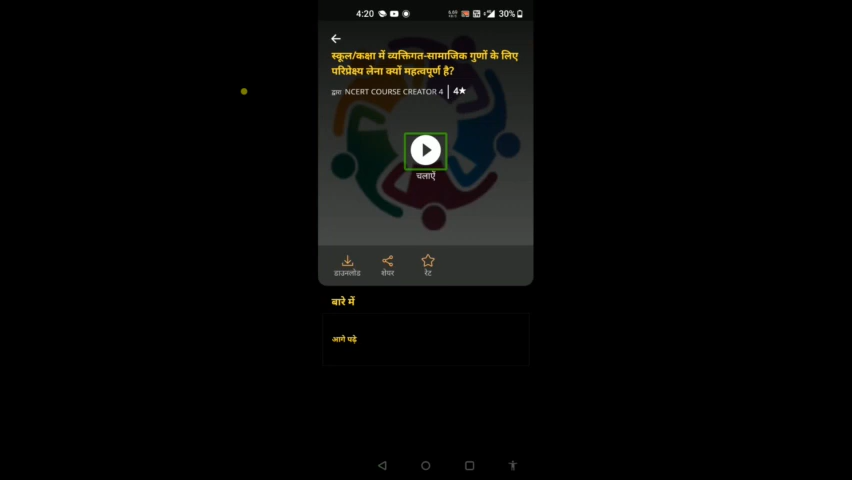 4:20
30%
स्कूल/कक्षा में व्यक्तिगत-सामाजिक गुणों के लिए
परिप्रेक्ष्य लेना क्यों महत्वपूर्ण है?
द्वारा NCERT COURSE CREATOR 4 | 4★
चलाएँ
डाउनलोड शेयर रेट
बारे में
आगे पढ़े